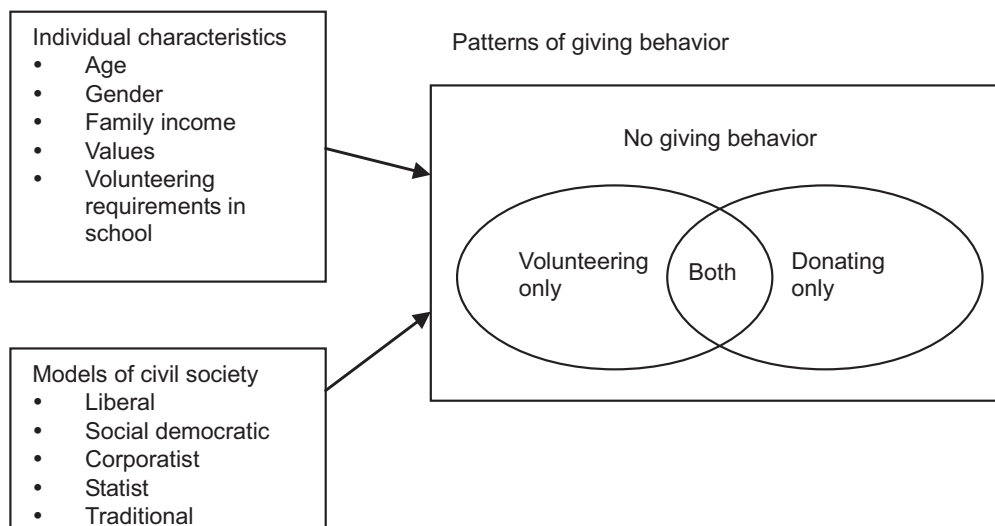 Individual characteristics
• Age
• Gender
• Family income
• Values
• Volunteering
requirements in
school
Patterns of giving behavior
No giving behavior
Volunteering
only
Both
Donating
only
Models of civil society
• Liberal
• Social democratic
• Corporatist
• Statist
• Traditional